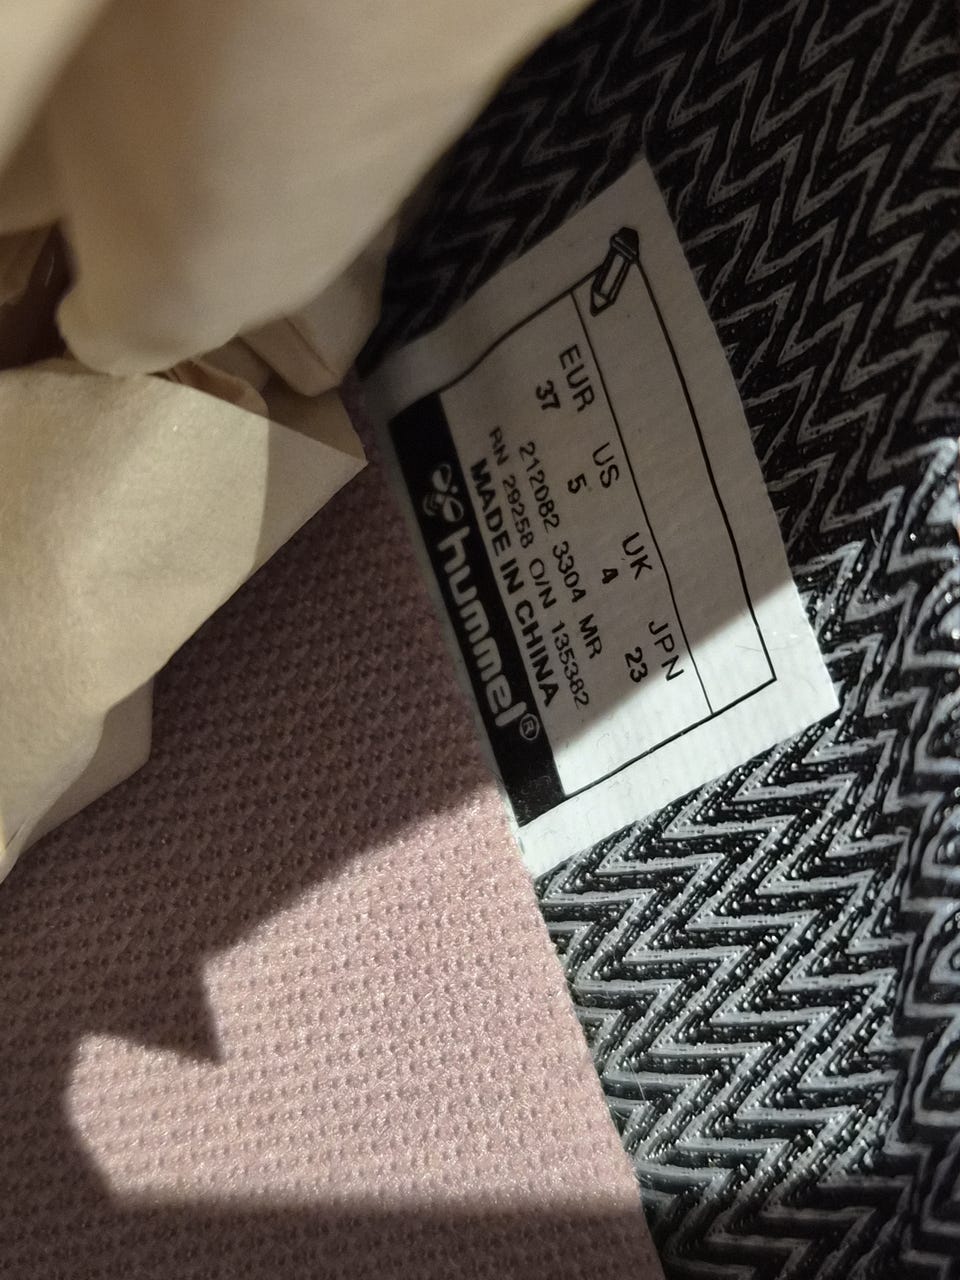 EUR US UK JPN
37 5 4 23
212082 3304 MR
RN 29258 O/N 135382
MADE IN CHINA
hummel®